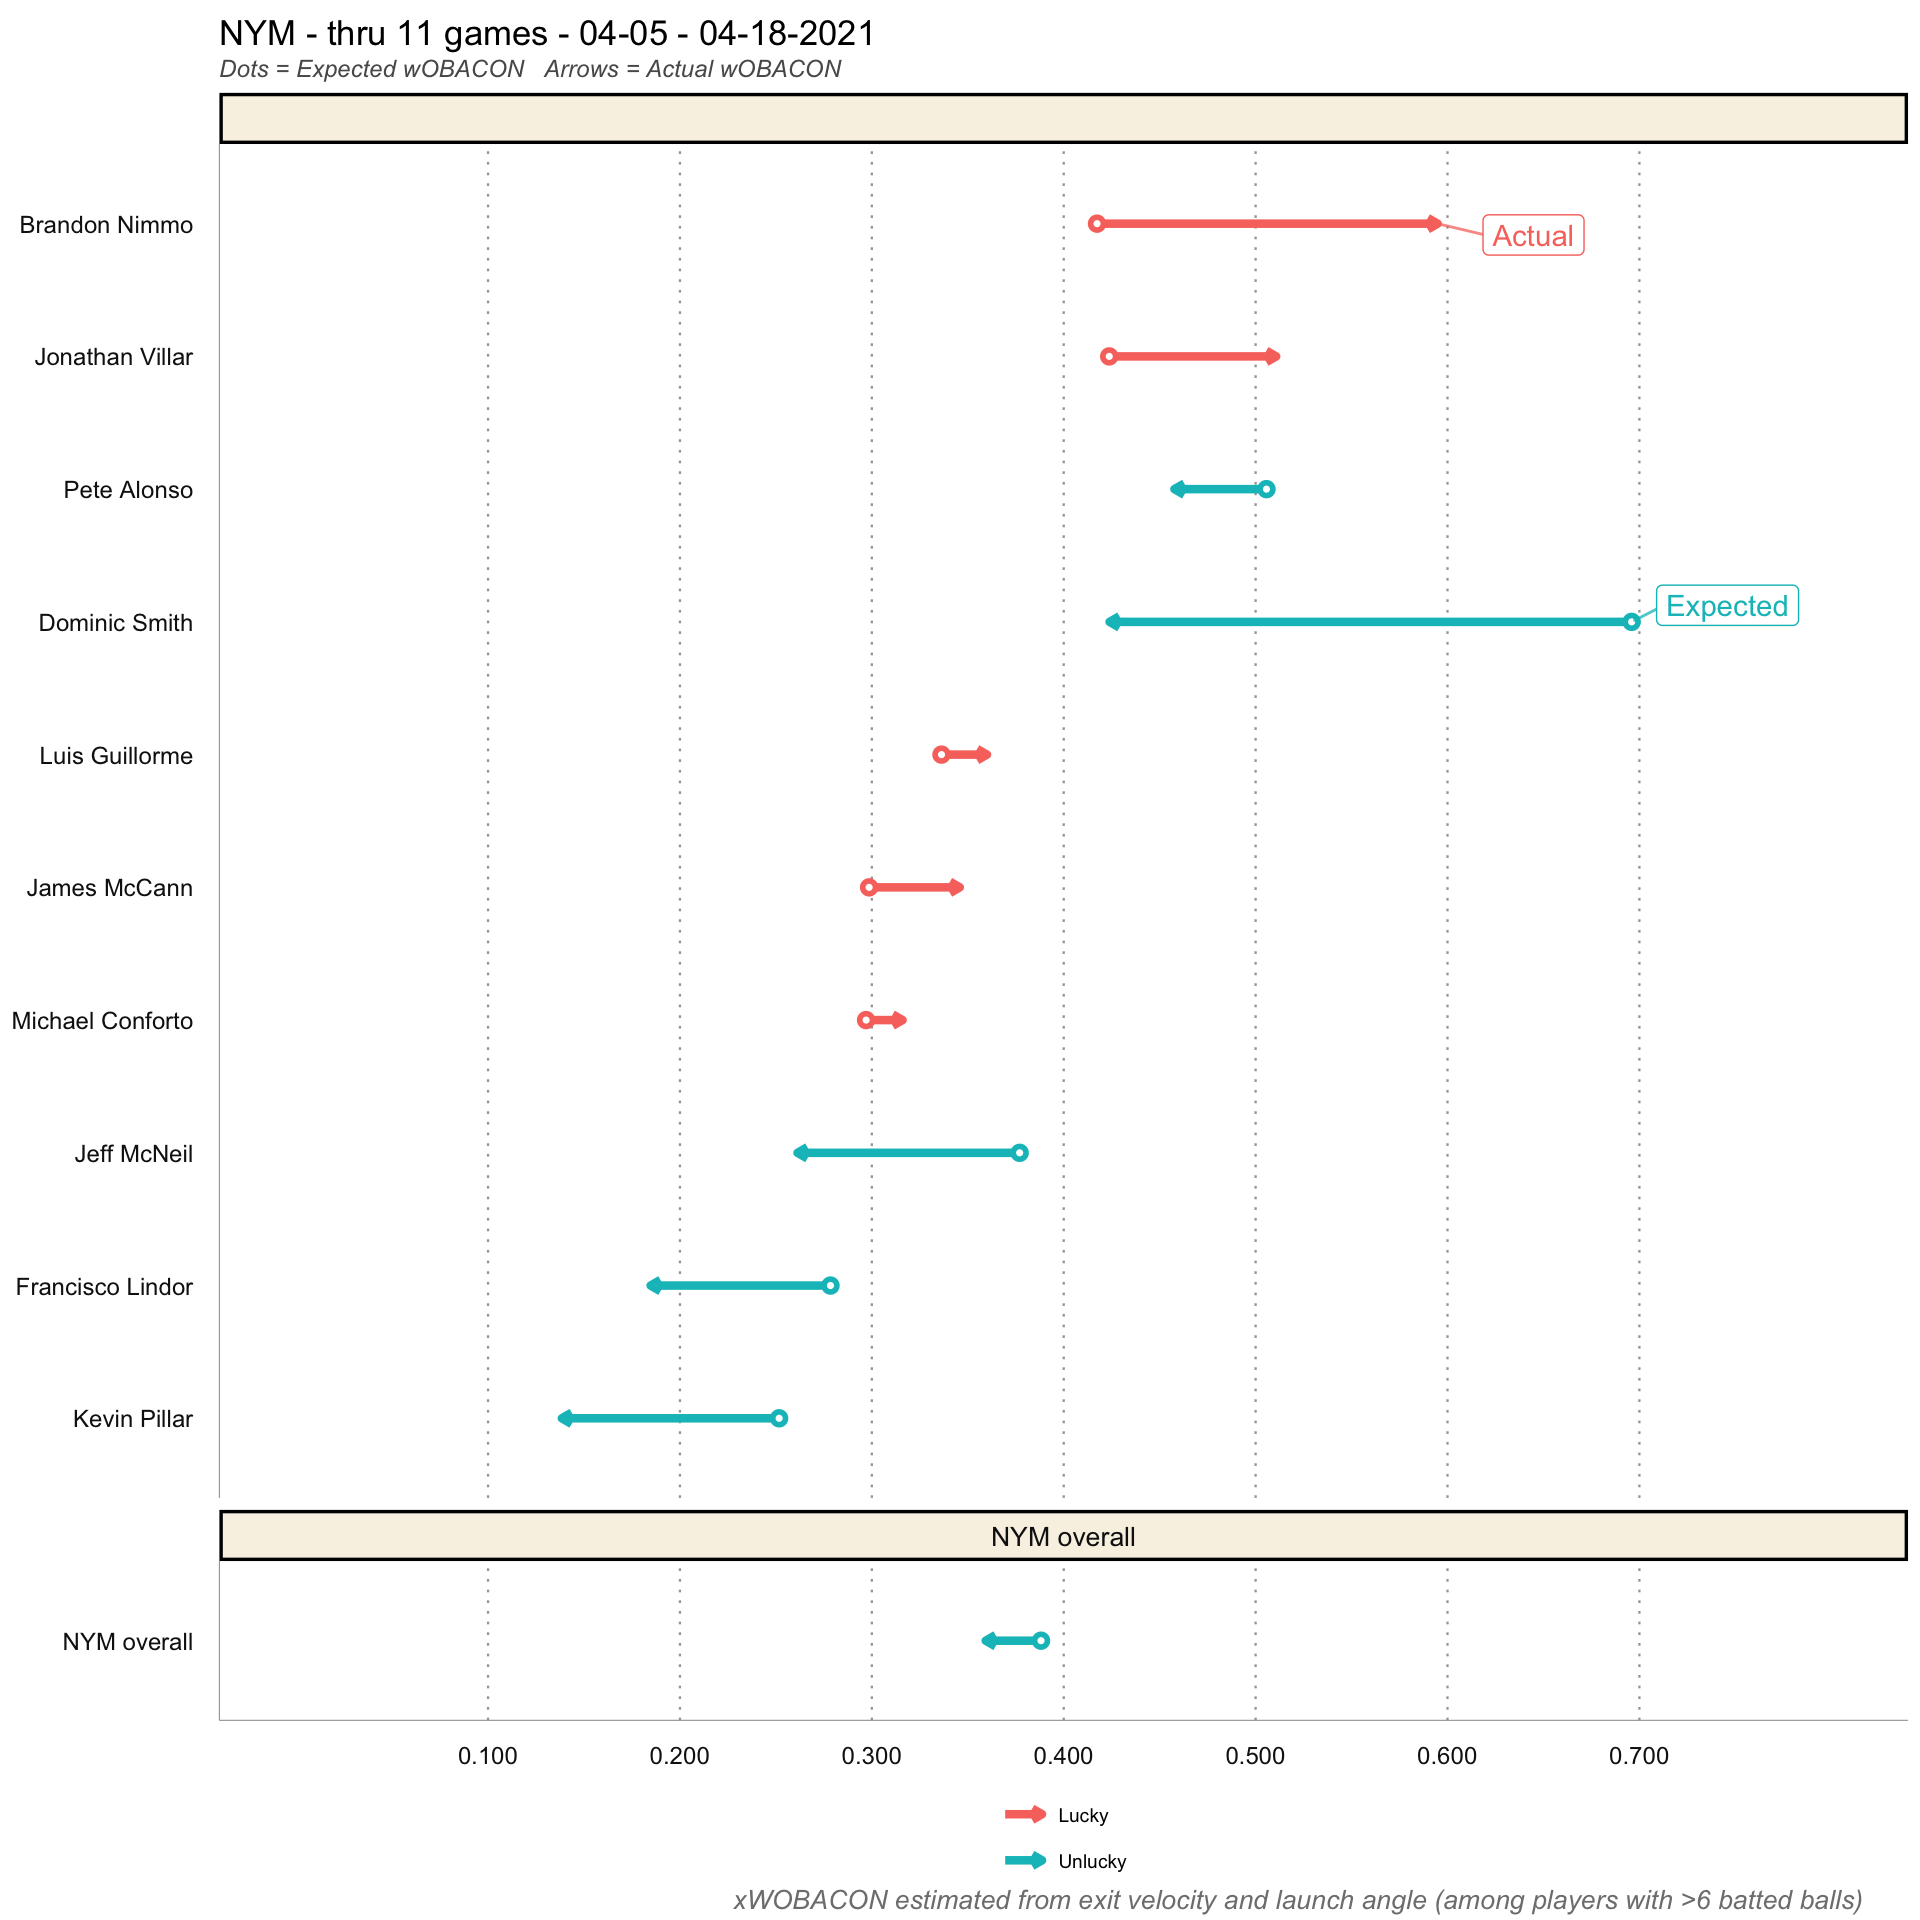 NYM - thru 11 games - 04-05 - 04-18-2021
Dots = Expected wOBACON   Arrows = Actual wOBACON
Brandon Nimmo
Actual
Jonathan Villar
Pete Alonso
Dominic Smith
Expected
Luis Guillorme
James McCann
Michael Conforto
Jeff McNeil
Francisco Lindor
Kevin Pillar
NYM overall
NYM overall
0.100 0.200 0.300 0.400 0.500 0.600 0.700
Lucky
Unlucky
xWOBACON estimated from exit velocity and launch angle (among players with >6 batted balls)